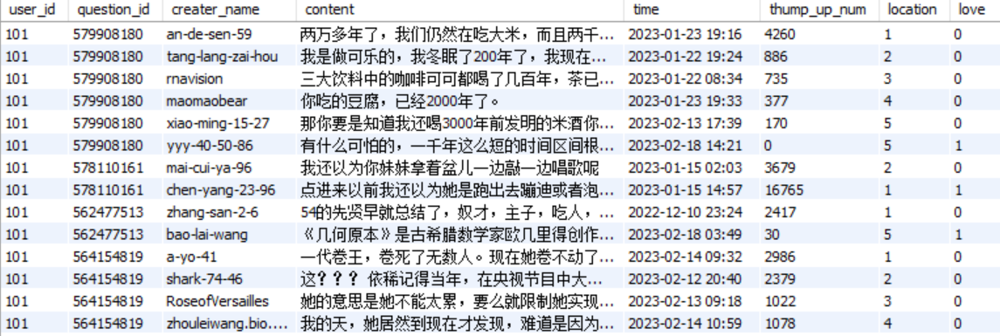 user_id question_id creater_name content time thump_up_num location love
101 579908180 an-de-sen-59 两万多年了，我们仍然在吃大米，而且两千... 2023-01-23 19:16 4260 1 0
101 579908180 tang-lang-zai-hou 我是做可乐的，我冬眠了200年了，我现在... 2023-01-22 19:24 886 2 0
101 579908180 rnavision 三大饮料中的咖啡可可都喝了几百年，茶已... 2023-01-22 08:34 735 3 0
101 579908180 maomaobear 你吃的豆腐，已经2000年了。 2023-01-23 19:33 377 4 0
101 579908180 xiao-ming-15-27 那你要是知道我还喝3000年前发明的米酒你... 2023-02-13 17:39 170 5 0
101 579908180 yyy-40-50-86 有什么可怕的，一千年这么短的时间区间根... 2023-02-18 14:21 0 5 1
101 578110161 mai-cui-ya-96 我还以为你妹妹拿着盆儿一边敲一边唱歌呢 2023-01-15 02:03 3679 2 0
101 578110161 chen-yang-23-96 点进来以前我还以为她是跑出去蹦迪或者泡... 2023-01-15 14:57 16765 1 1
101 562477513 zhang-san-2-6 54的先贤早就总结了，奴才，主子，吃人，... 2022-12-10 23:24 2417 1 0
101 562477513 bao-lai-wang 《几何原本》是古希腊数学家欧几里得创作... 2023-02-18 03:49 30 5 1
101 564154819 a-yo-41 一代卷王，卷死了无数人。现在她卷不动了... 2023-02-14 09:32 2986 1 0
101 564154819 shark-74-46 这？？？ 依稀记得当年，在央视节目中大... 2023-02-12 20:40 2379 2 0
101 564154819 RoseofVersailles 她的意思是她不能太累，要么就限制她实现... 2023-02-13 09:18 1022 3 0
101 564154819 zhouleiwang.bio.... 我的天，她居然到现在才发现，难道是因为... 2023-02-14 10:59 1078 4 0